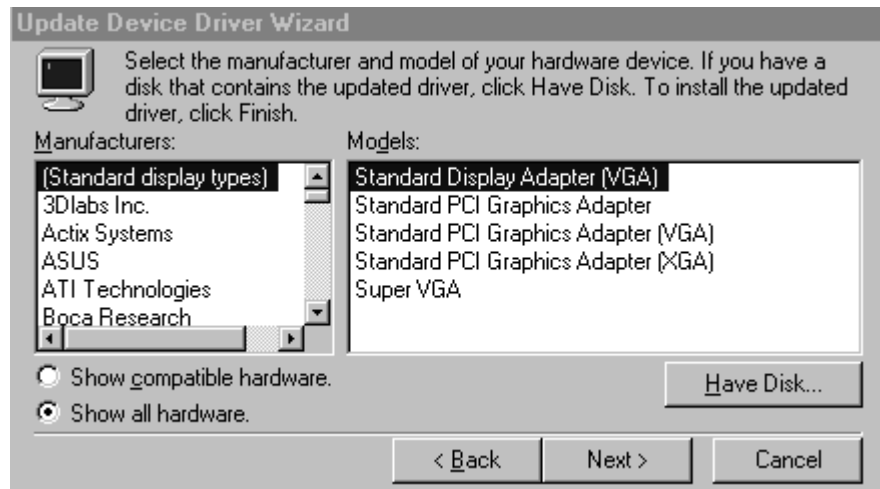 Update Device Driver Wizard
Select the manufacturer and model of your hardware device. If you have a
disk that contains the updated driver, click Have Disk. To install the updated
driver, click Finish.
Manufacturers:
(Standard display types)
3Dlabs Inc.
Actix Systems
ASUS
ATI Technologies
Boca Research
Models:
Standard Display Adapter (VGA)
Standard PCI Graphics Adapter
Standard PCI Graphics Adapter (VGA)
Standard PCI Graphics Adapter (XGA)
Super VGA
Show compatible hardware.
Show all hardware.
Have Disk...
< Back
Next >
Cancel